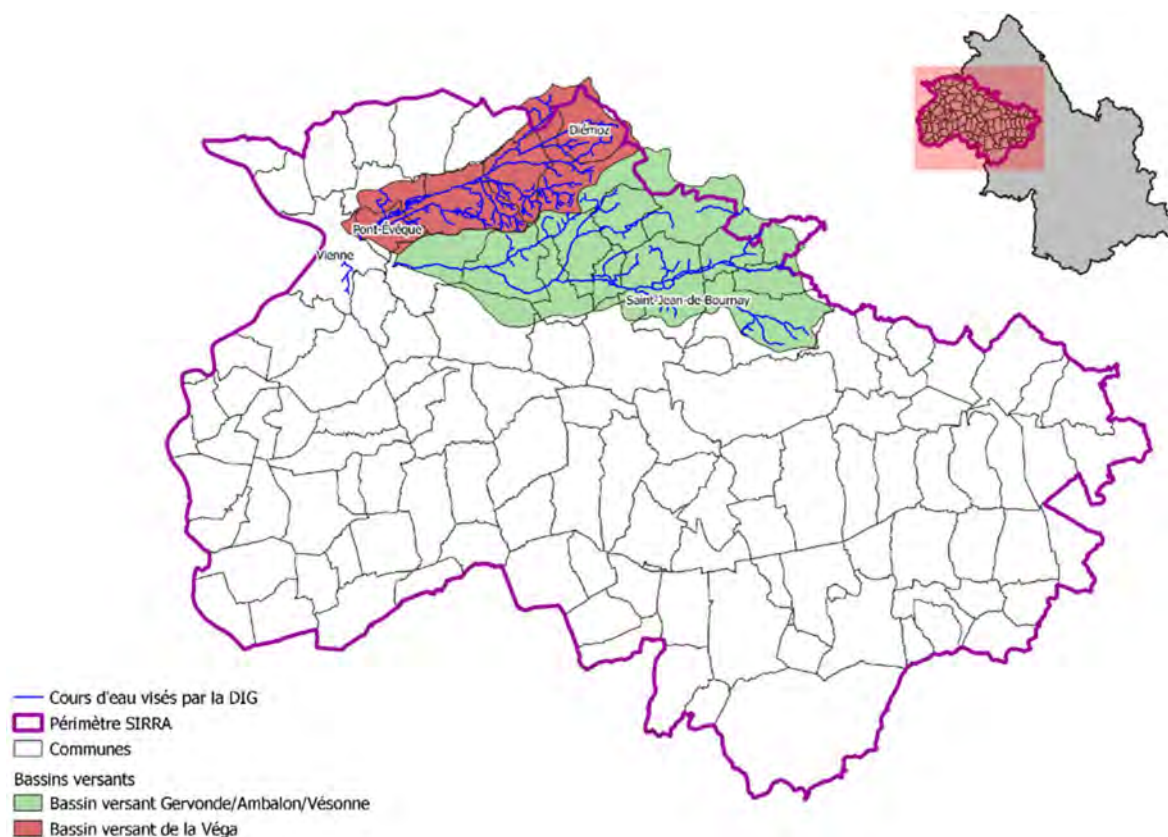 Diémoz
Pont-Évêque
Vienne
Saint-Jean-de-Bournay
Cours d'eau visés par la DIG
Périmètre SIRRA
Communes
Bassins versants
Bassin versant Gervonde/Ambalon/Vésonne
Bassin versant de la Véga